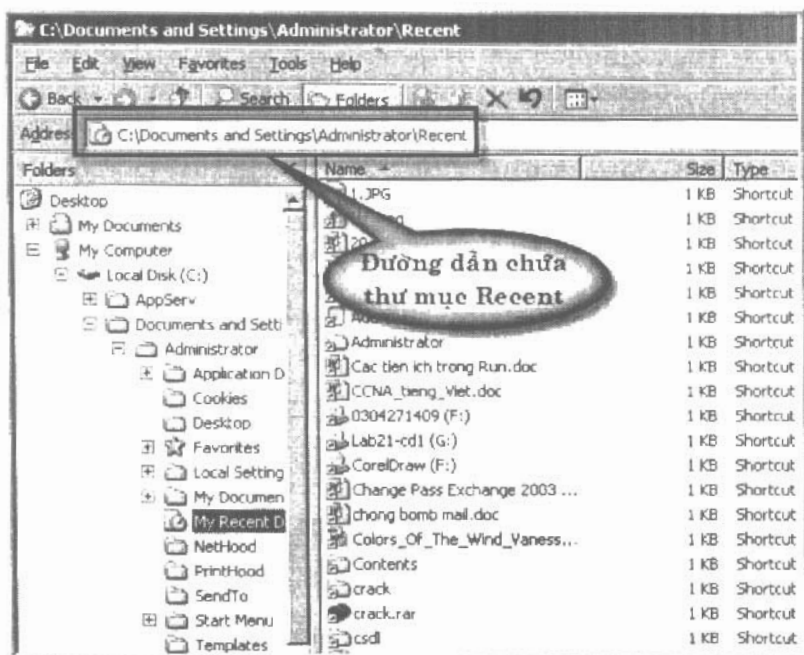 C:\Documents and Settings\Administrator\Recent
File Edit View Favorites Tools Help
Back Search Folders
Address C:\Documents and Settings\Administrator\Recent
Folders
Desktop
My Documents
My Computer
Local Disk (C:)
AppServ
Documents and Setti
Administrator
Application D
Cookies
Desktop
Favorites
Local Setting
My Documen
My Recent D
NetHood
PrintHood
SendTo
Start Menu
Templates
Name Size Type
1.JPG 1 KB Shortcut
1 KB Shortcut
1 KB Shortcut
1 KB Shortcut
1 KB Shortcut
1 KB Shortcut
Administrator 1 KB Shortcut
Cac tien ich trong Run.doc 1 KB Shortcut
CCNA_tieng_Viet.doc 1 KB Shortcut
0304271409 (F:) 1 KB Shortcut
Lab21-cd1 (G:) 1 KB Shortcut
CorelDraw (F:) 1 KB Shortcut
Change Pass Exchange 2003 ... 1 KB Shortcut
chong bomb mail.doc 1 KB Shortcut
Colors_Of_The_Wind_Vaness... 1 KB Shortcut
Contents 1 KB Shortcut
crack 1 KB Shortcut
crack.rar 1 KB Shortcut
csdl 1 KB Shortcut
Đường dẫn chứa
thư mục Recent